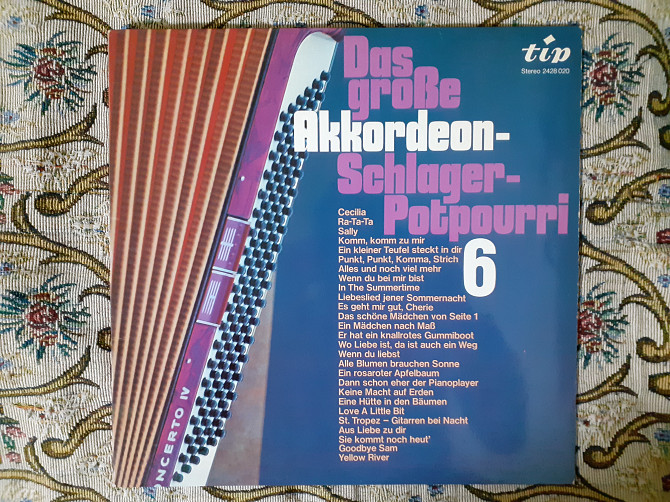 tip
Stereo 2428 020
Das
große
Akkordeon-
Schlager-
Potpourri
6
Cecilia
Ra-Ta-Ta
Sally
Komm, komm zu mir
Ein kleiner Teufel steckt in dir
Punkt, Punkt, Komma, Strich
Alles und noch viel mehr
Wenn du bei mir bist
In The Summertime
Liebeslied jener Sommernacht
Es geht mir gut, Cherie
Das schöne Mädchen von Seite 1
Ein Mädchen nach Maß
Er hat ein knallrotes Gummiboot
Wo Liebe ist, da ist auch ein Weg
Wenn du liebst
Alle Blumen brauchen Sonne
Ein rosaroter Apfelbaum
Dann schon eher der Pianoplayer
Keine Macht auf Erden
Eine Hütte in den Bäumen
Love A Little Bit
St. Tropez – Gitarren bei Nacht
Aus Liebe zu dir
Sie kommt noch heut'
Goodbye Sam
Yellow River
NCERTO IV